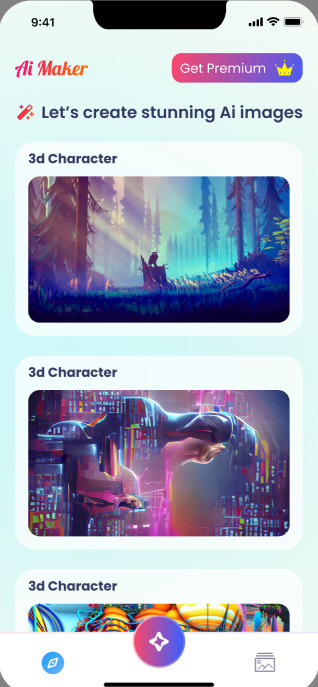 9:41
Ai Maker
Get Premium
Let's create stunning Ai images
3d Character
3d Character
3d Character